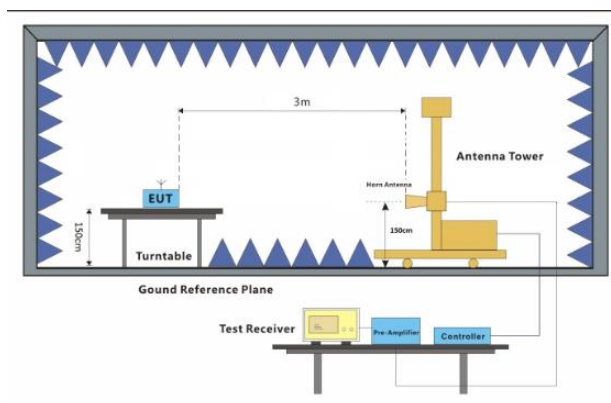 3m
Antenna Tower
Horn Antenna
EUT
150cm
150cm
Turntable
Gound Reference Plane
Test Receiver
Pre-Amplifier
Controller